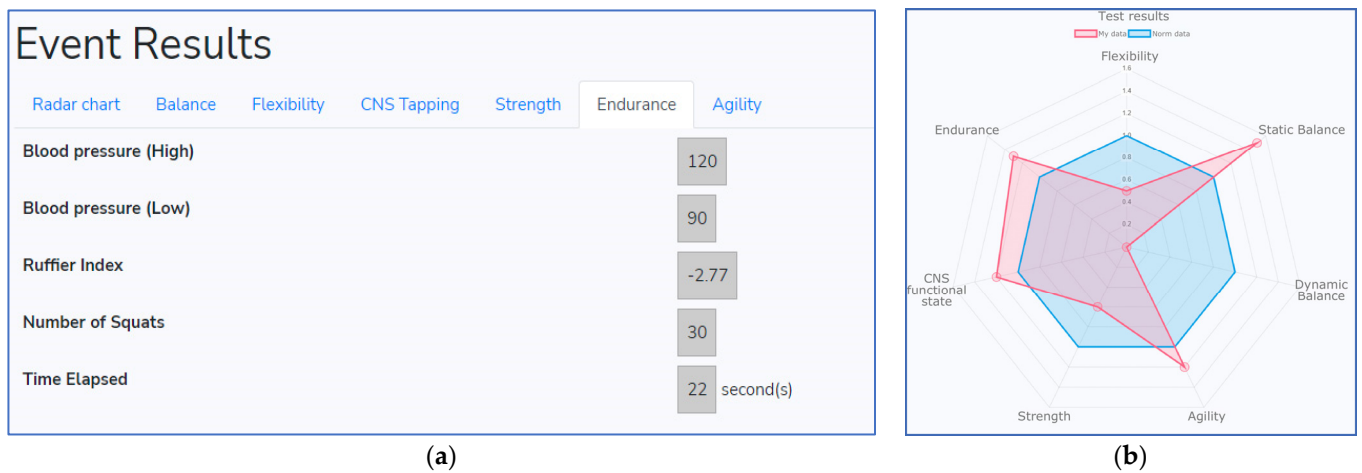 Event Results
Radar chart Balance Flexibility CNS Tapping Strength Endurance Agility
Blood pressure (High) 120
Blood pressure (Low) 90
Ruffier Index -2.77
Number of Squats 30
Time Elapsed 22 second(s)
(a)
Test results
My data Norm data
Flexibility
1.6
1.4
1.2
1.0
0.8
0.6
0.4
0.2
Endurance
Static Balance
CNS
functional
state
Dynamic
Balance
Strength
Agility
(b)